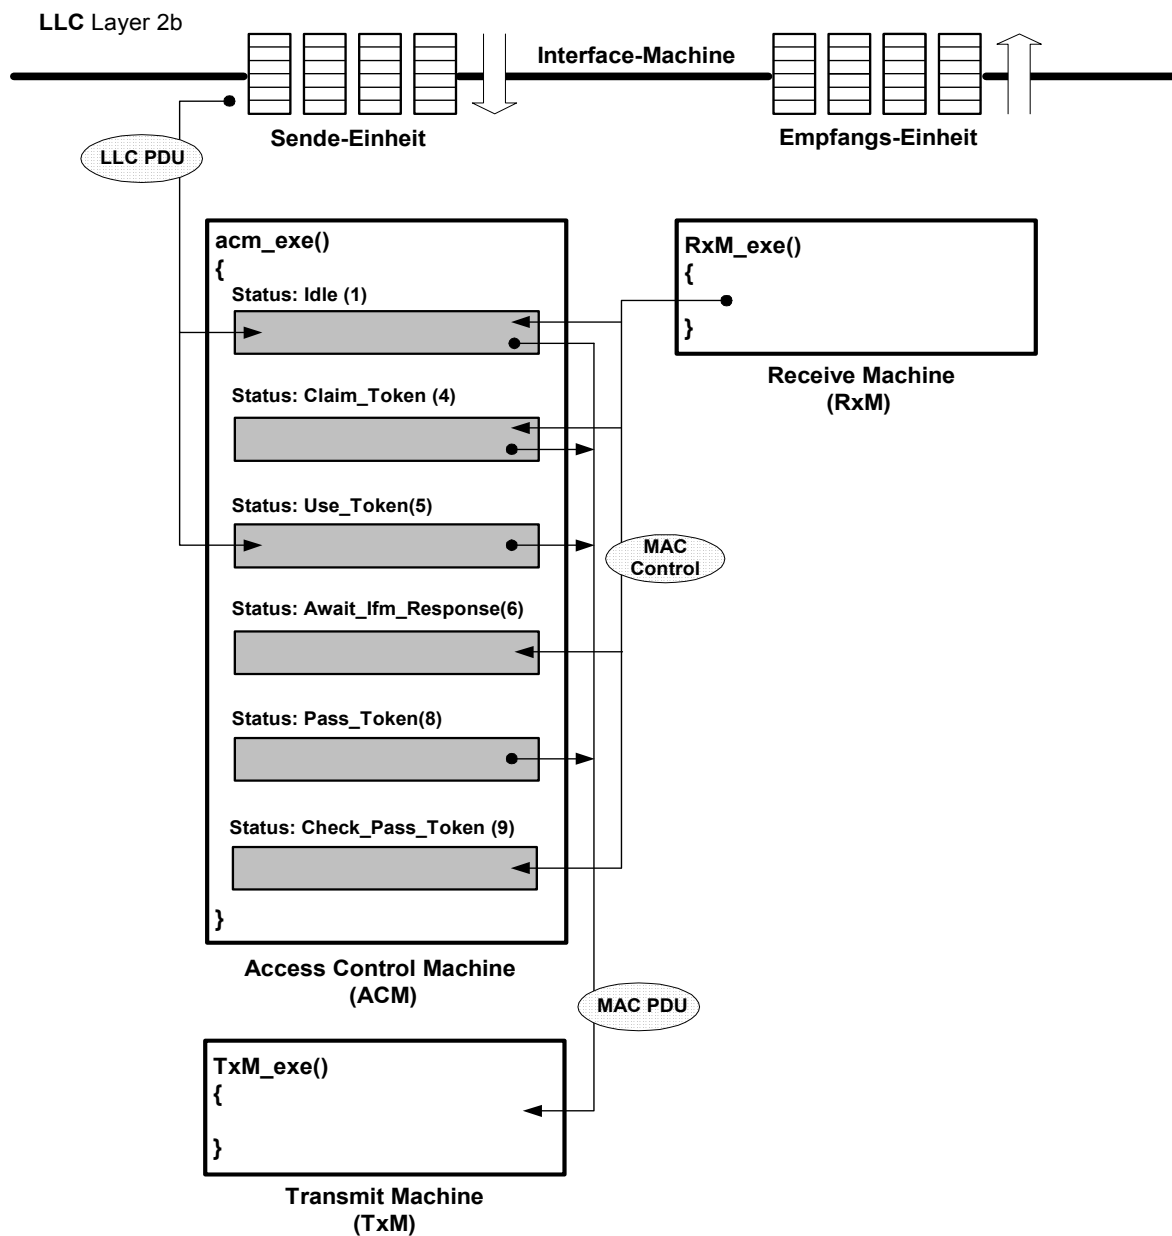 LLC Layer 2b
Interface-Machine
Sende-Einheit
Empfangs-Einheit
LLC PDU
acm_exe()
{
Status: Idle (1)
Status: Claim_Token (4)
Status: Use_Token(5)
Status: Await_Ifm_Response(6)
Status: Pass_Token(8)
Status: Check_Pass_Token (9)
}
Access Control Machine
(ACM)
RxM_exe()
{
}
Receive Machine
(RxM)
MAC
Control
MAC PDU
TxM_exe()
{
}
Transmit Machine
(TxM)